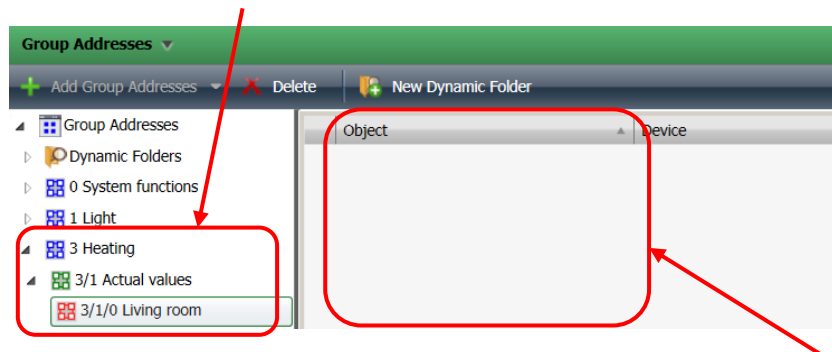 Group Addresses
Add Group Addresses Delete New Dynamic Folder
Group Addresses
Object Device
Dynamic Folders
0 System functions
1 Light
3 Heating
3/1 Actual values
3/1/0 Living room